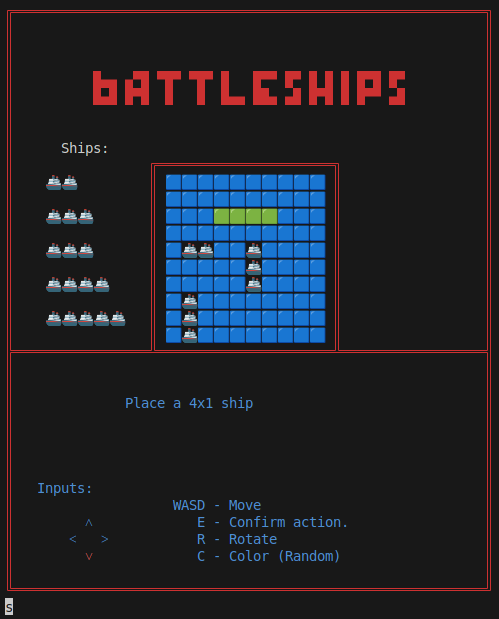 bATTLESHIPS
Ships:
Place a 4x1 ship
Inputs:
WASD - Move
^ E - Confirm action.
< > R - Rotate
v C - Color (Random)
s